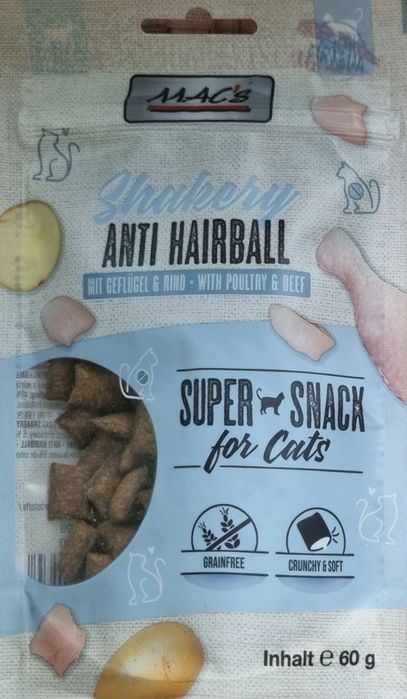 MAC's
Shakery
ANTI HAIRBALL
MIT GEFLÜGEL & RIND • WITH POULTRY & BEEF
SUPER SNACK
for Cats
GRAINFREE
CRUNCHY & SOFT
Inhalt e 60 g